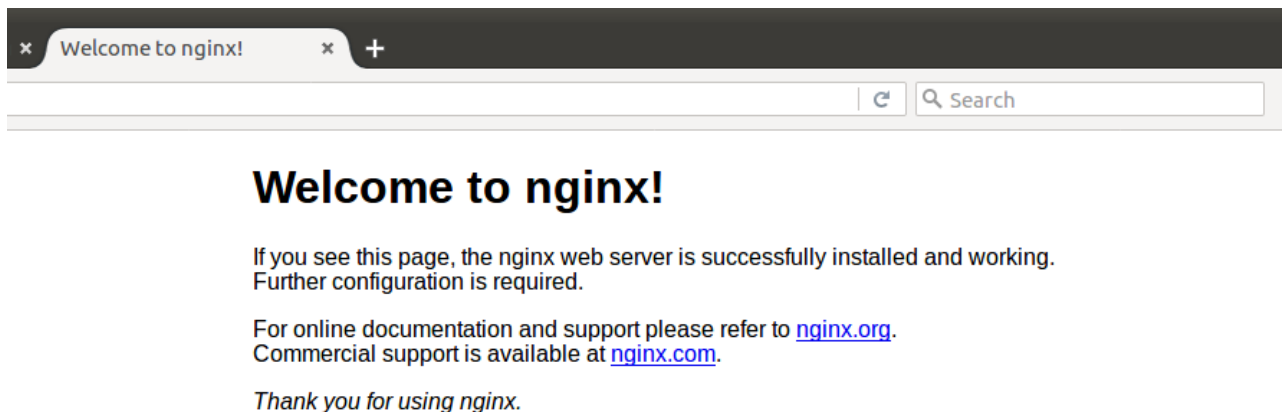 Welcome to nginx!
Search
Welcome to nginx!
If you see this page, the nginx web server is successfully installed and working.
Further configuration is required.
For online documentation and support please refer to nginx.org.
Commercial support is available at nginx.com.
Thank you for using nginx.